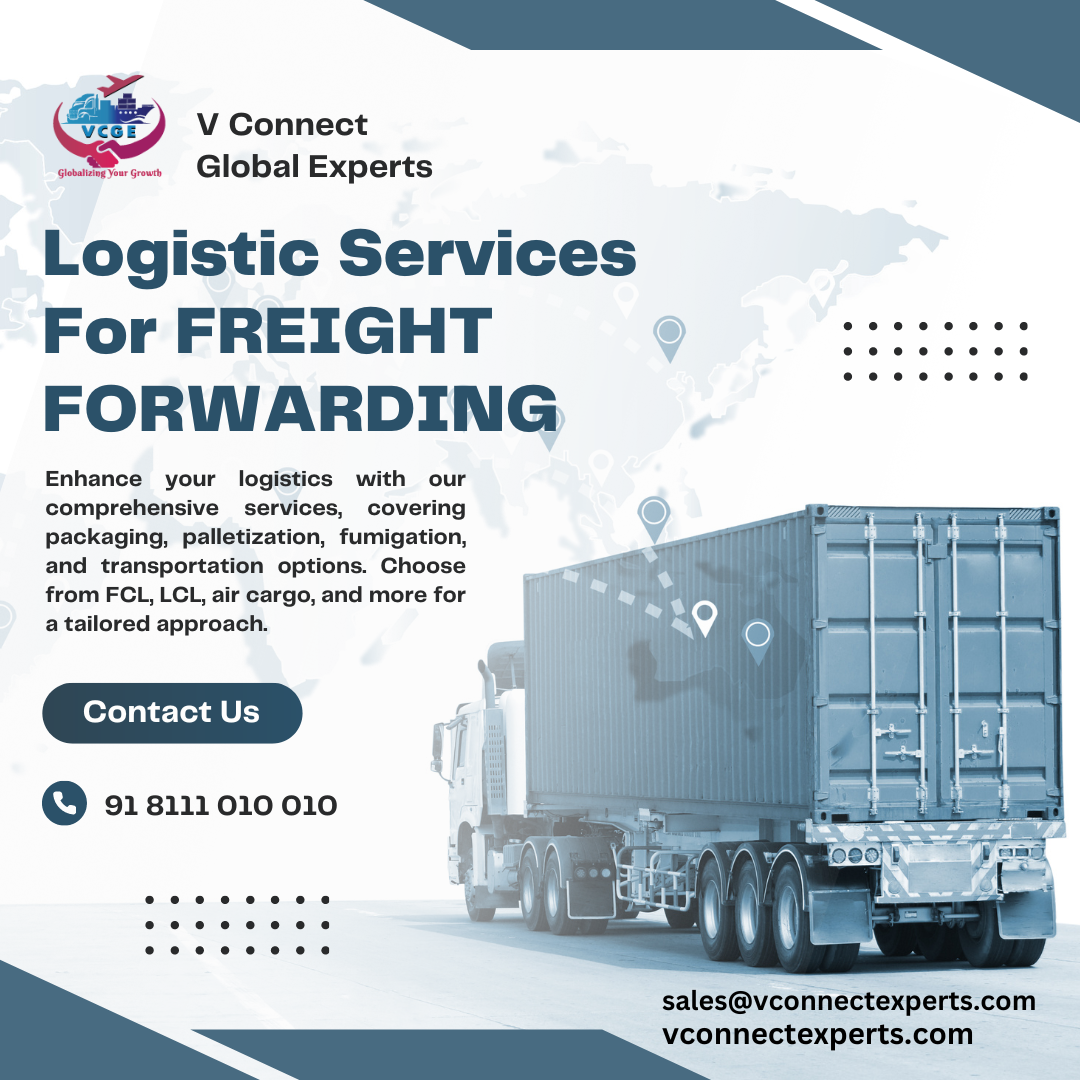 VCGE
Globalizing Your Growth
V Connect
Global Experts
Logistic Services
For FREIGHT
FORWARDING
Enhance your logistics with our
comprehensive services, covering
packaging, palletization, fumigation,
and transportation options. Choose
from FCL, LCL, air cargo, and more for
a tailored approach.
Contact Us
91 8111 010 010
sales@vconnectexperts.com
vconnectexperts.com